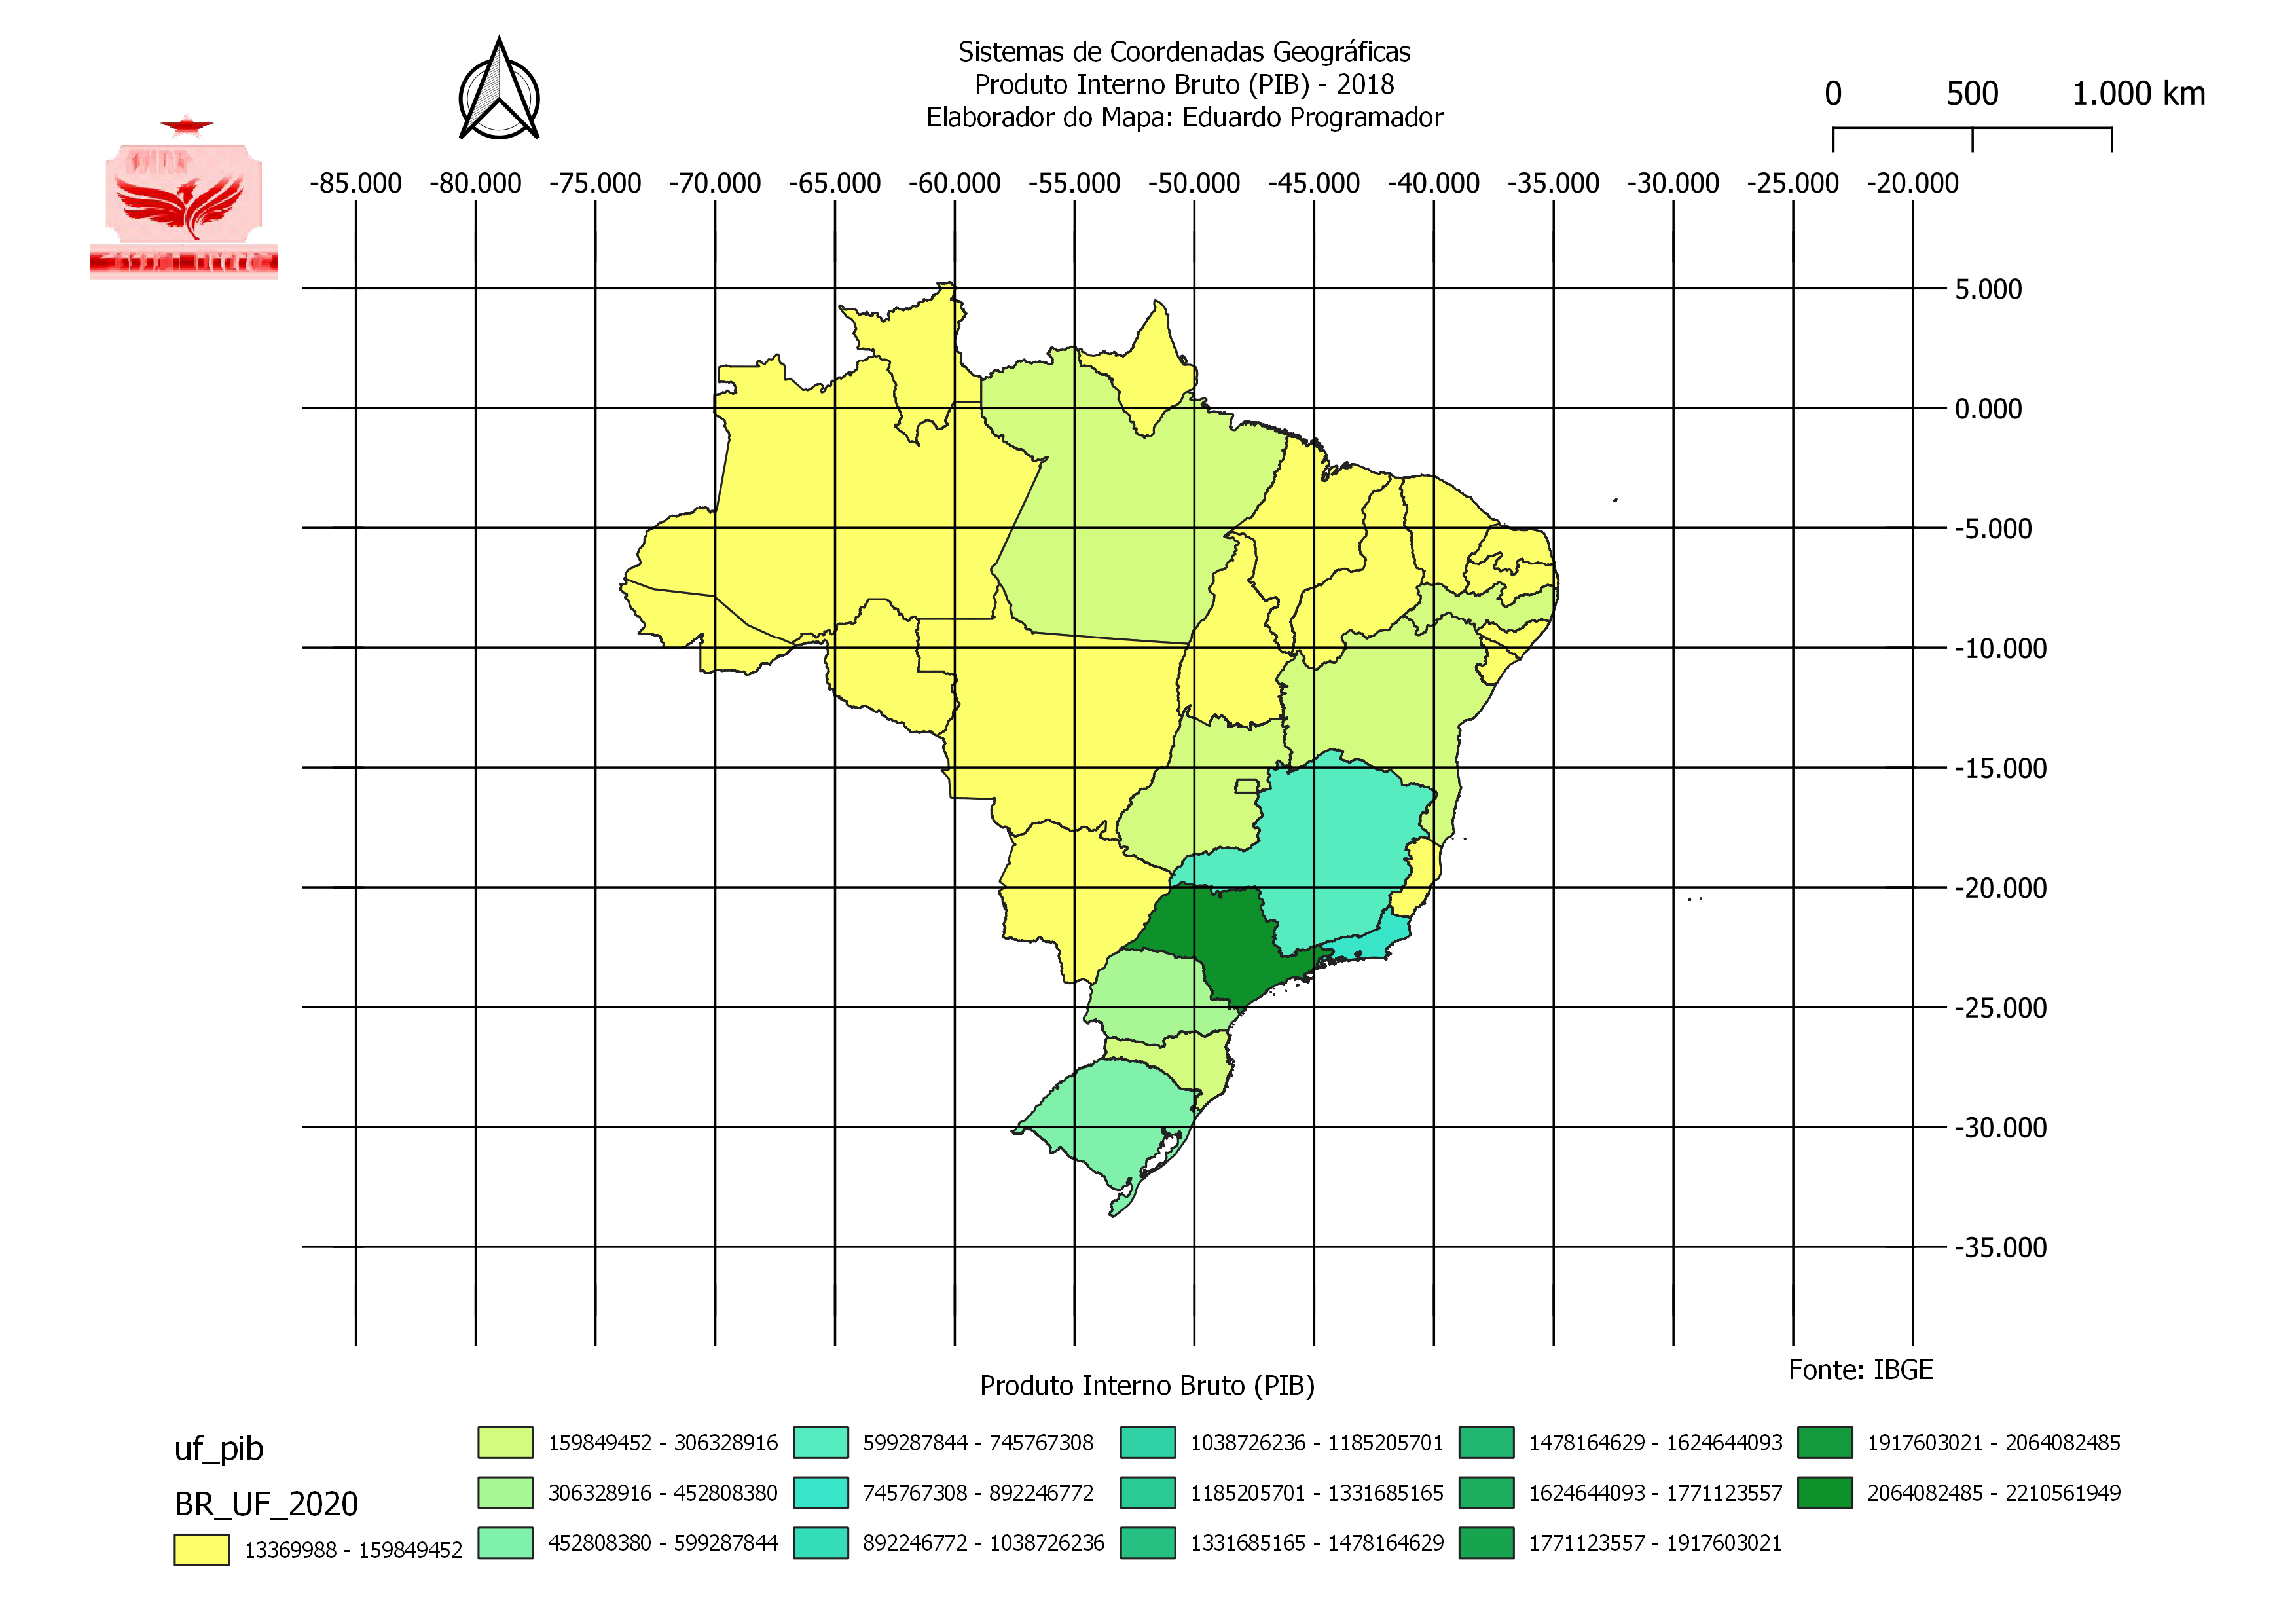 Sistemas de Coordenadas Geográficas
Produto Interno Bruto (PIB) - 2018
Elaborador do Mapa: Eduardo Programador
0 500 1.000 km
-85.000 -80.000 -75.000 -70.000 -65.000 -60.000 -55.000 -50.000 -45.000 -40.000 -35.000 -30.000 -25.000 -20.000
5.000
0.000
-5.000
-10.000
-15.000
-20.000
-25.000
-30.000
-35.000
Fonte: IBGE
Produto Interno Bruto (PIB)
uf_pib
BR_UF_2020
13369988 - 159849452
159849452 - 306328916
306328916 - 452808380
452808380 - 599287844
599287844 - 745767308
745767308 - 892246772
892246772 - 1038726236
1038726236 - 1185205701
1185205701 - 1331685165
1331685165 - 1478164629
1478164629 - 1624644093
1624644093 - 1771123557
1771123557 - 1917603021
1917603021 - 2064082485
2064082485 - 2210561949